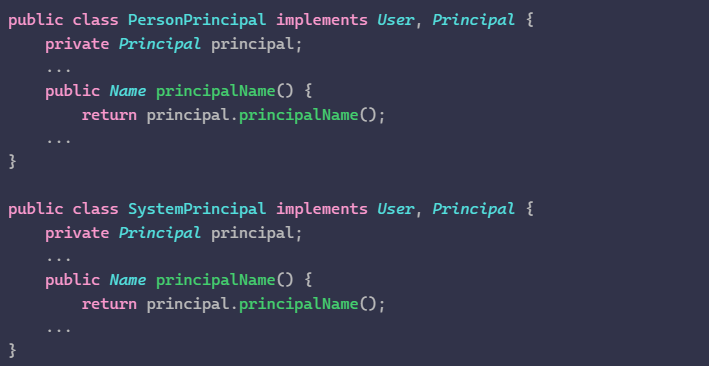 public class PersonPrincipal implements User, Principal {
    private Principal principal;
    ...
    public Name principalName() {
        return principal.principalName();
    ...
}

public class SystemPrincipal implements User, Principal {
    private Principal principal;
    ...
    public Name principalName() {
        return principal.principalName();
    ...
}